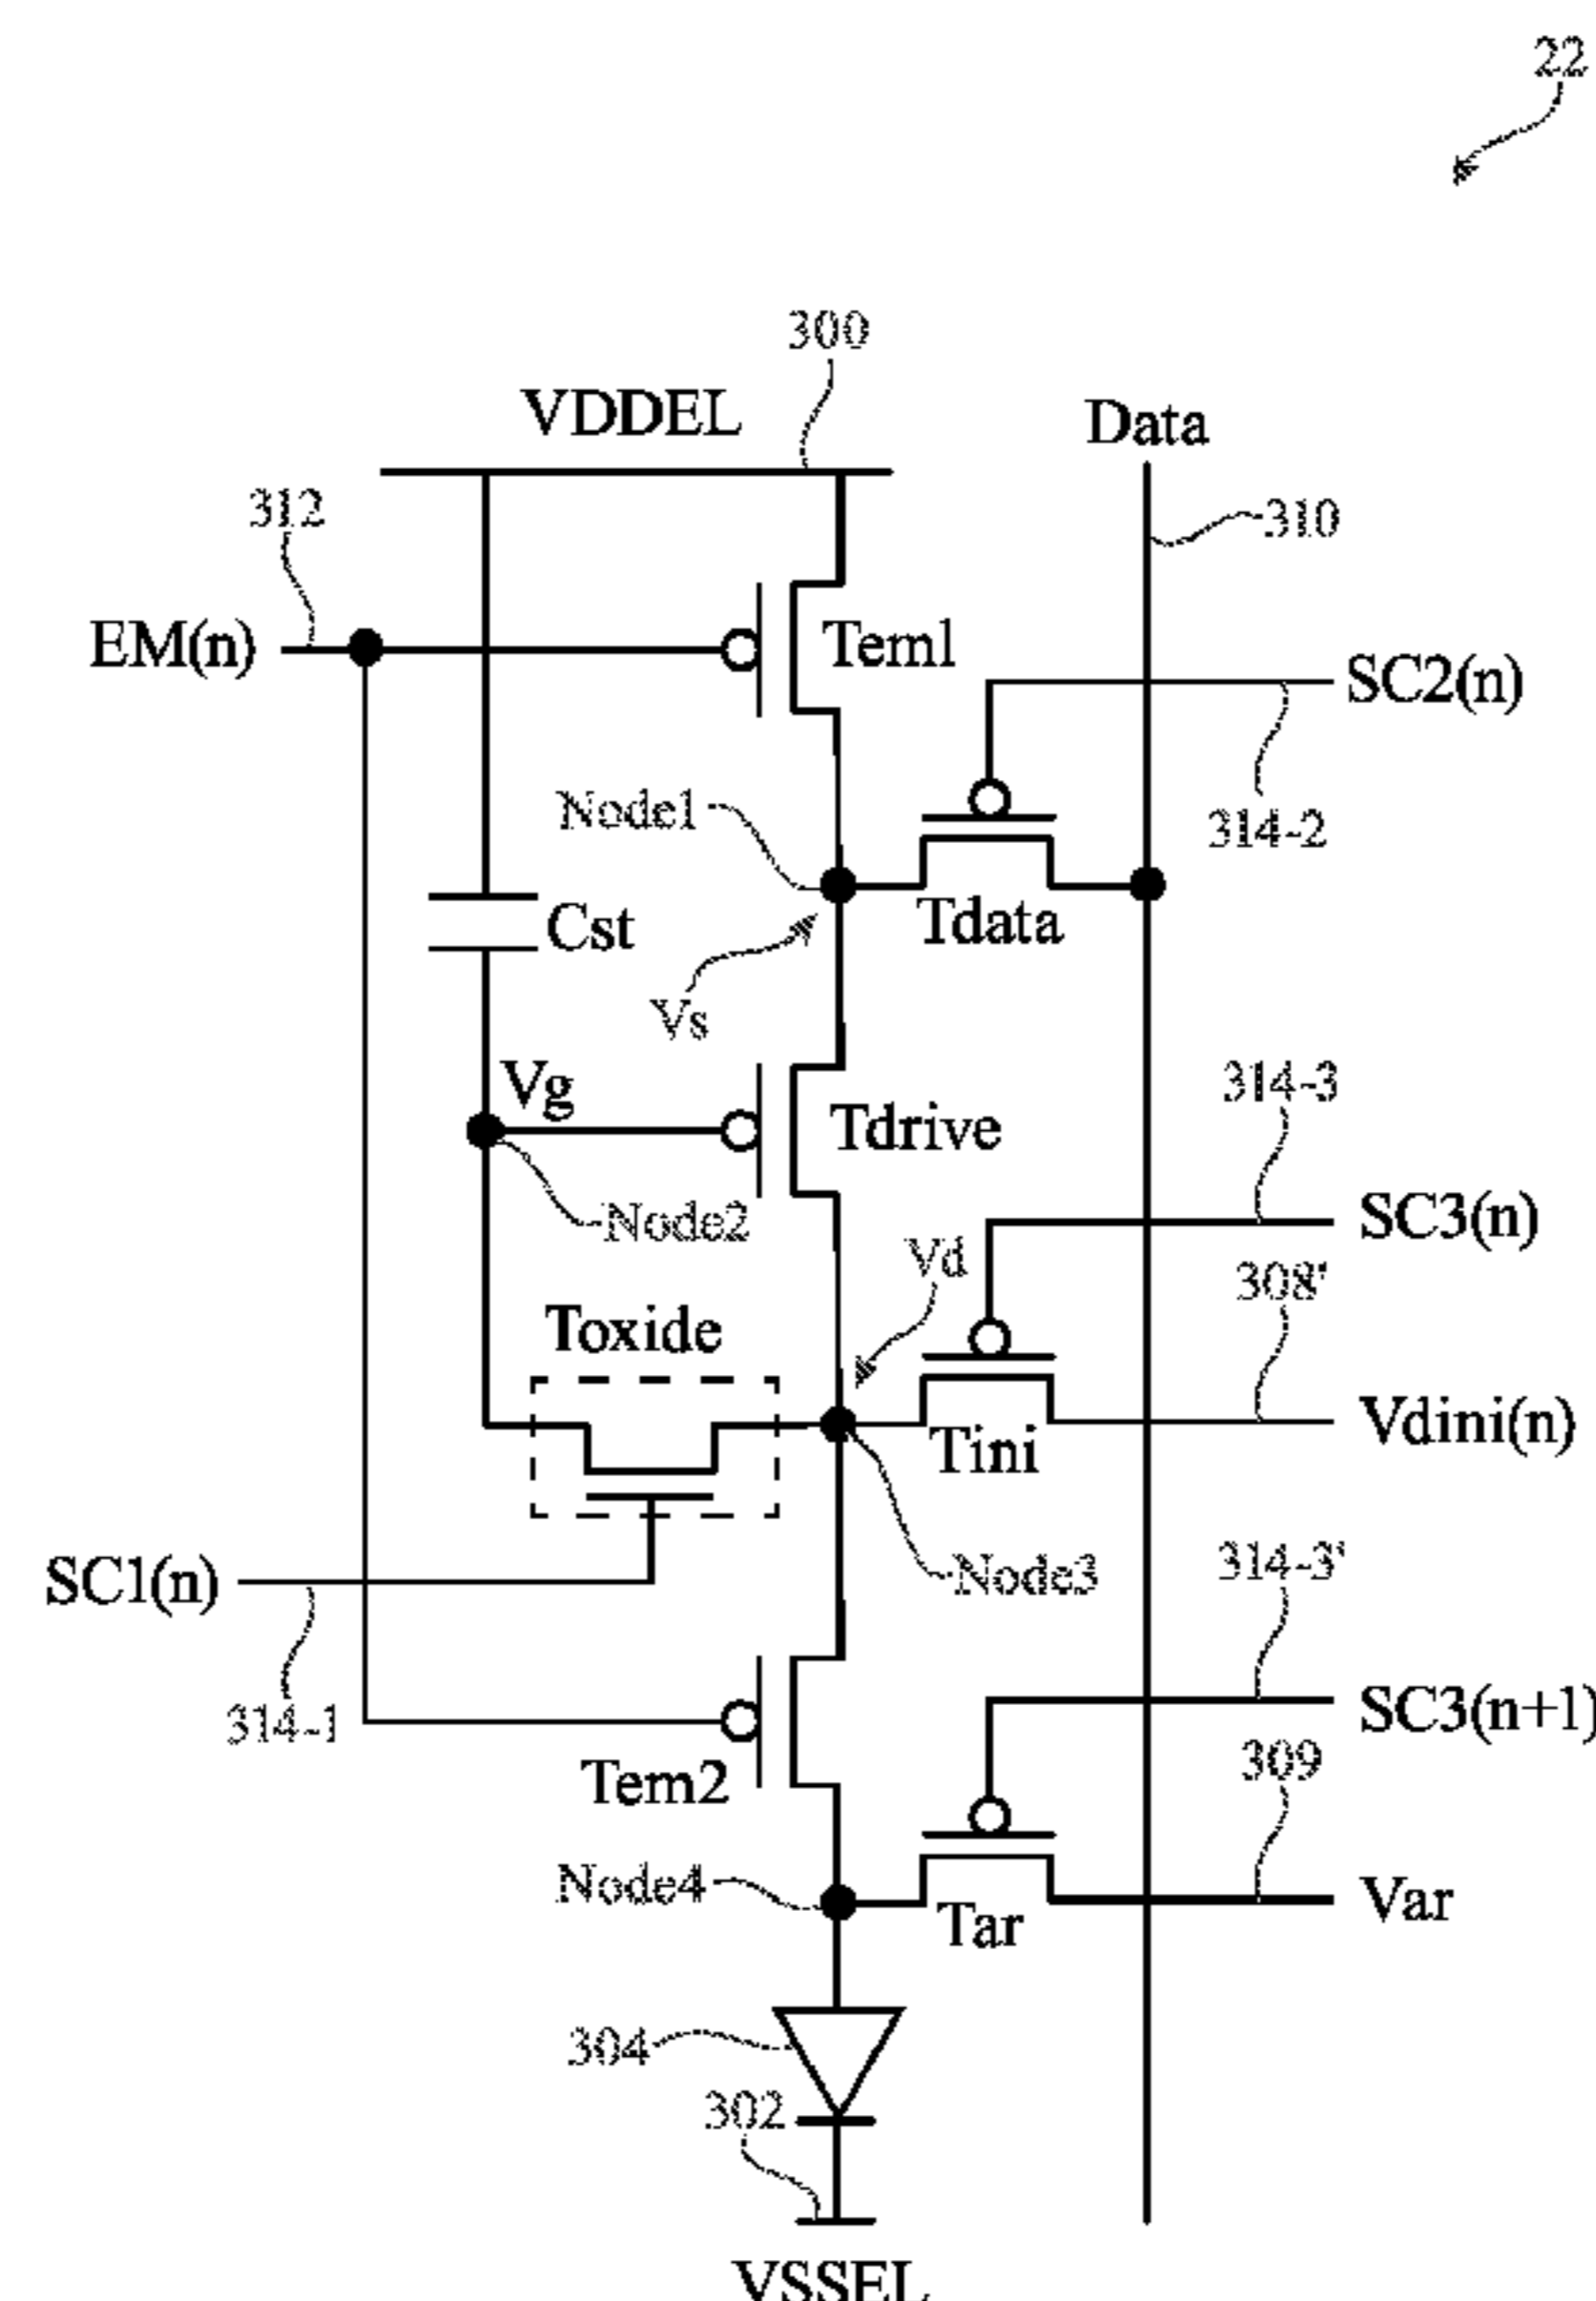 22
300
VDDEL
Data
312
310
EM(n)
Tem1
SC2(n)
Node1
314-2
Cst
Tdata
Vs
Vg
314-3
Tdrive
Node2
SC3(n)
Vd
308'
Toxide
Vdini(n)
Tini
314-3'
SC1(n)
Node3
314-1
SC3(n+1)
309
Tem2
Node4
Var
Tar
304
302
VSSEL